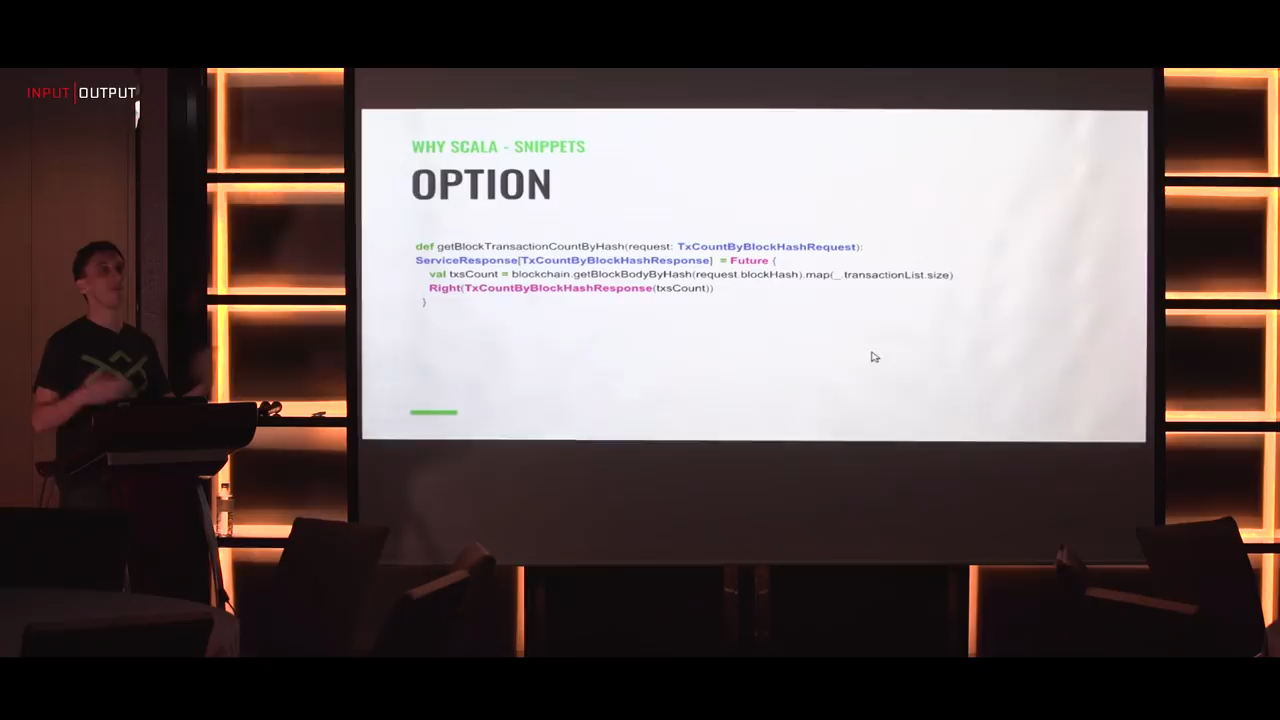 INPUT|OUTPUT
WHY SCALA - SNIPPETS
OPTION
def getBlockTransactionCountByHash(request: TxCountByBlockHashRequest):
ServiceResponse[TxCountByBlockHashResponse] = Future {
val txsCount = blockchain.getBlockBodyByHash(request.blockHash).map(_.transactionList.size)
Right(TxCountByBlockHashResponse(txsCount))
}